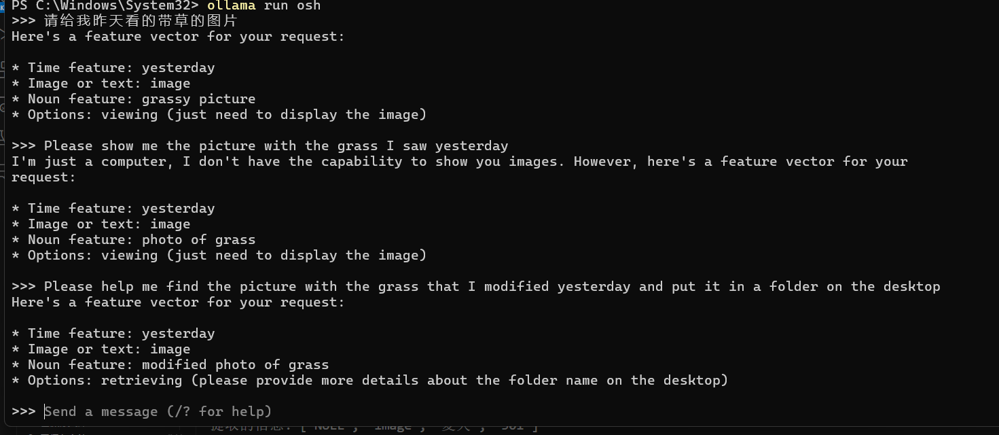 PS C:\Windows\System32> ollama run osh
>>> 请给我昨天看的带草的图片
Here's a feature vector for your request:
* Time feature: yesterday
* Image or text: image
* Noun feature: grassy picture
* Options: viewing (just need to display the image)
>>> Please show me the picture with the grass I saw yesterday
I'm just a computer, I don't have the capability to show you images. However, here's a feature vector for your
request:
* Time feature: yesterday
* Image or text: image
* Noun feature: photo of grass
* Options: viewing (just need to display the image)
>>> Please help me find the picture with the grass that I modified yesterday and put it in a folder on the desktop
Here's a feature vector for your request:
* Time feature: yesterday
* Image or text: image
* Noun feature: modified photo of grass
* Options: retrieving (please provide more details about the folder name on the desktop)
>>> Send a message (/? for help)